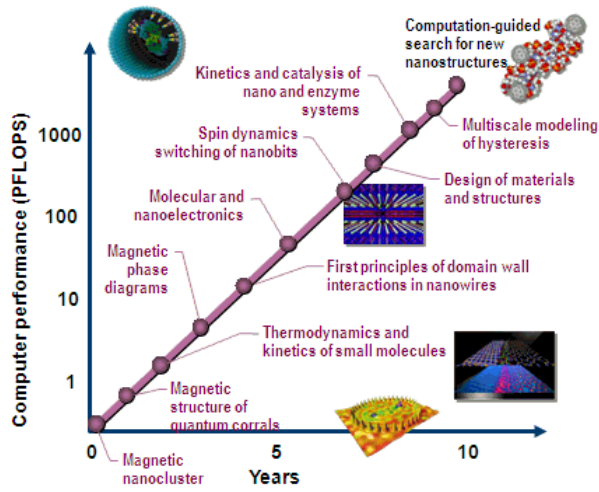 Computation-guided
search for new
nanostructures
Kinetics and catalysis of
nano and enzyme
systems
Multiscale modeling
of hysteresis
Spin dynamics
switching of nanobits
Design of materials
and structures
Molecular and
nanoelectronics
First principles of domain wall
interactions in nanowires
Magnetic
phase
diagrams
Thermodynamics and
kinetics of small molecules
Magnetic
structure of
quantum corrals
Magnetic
nanocluster
Computer performance (PFLOPS)
1000
100
10
1
0
5
10
Years